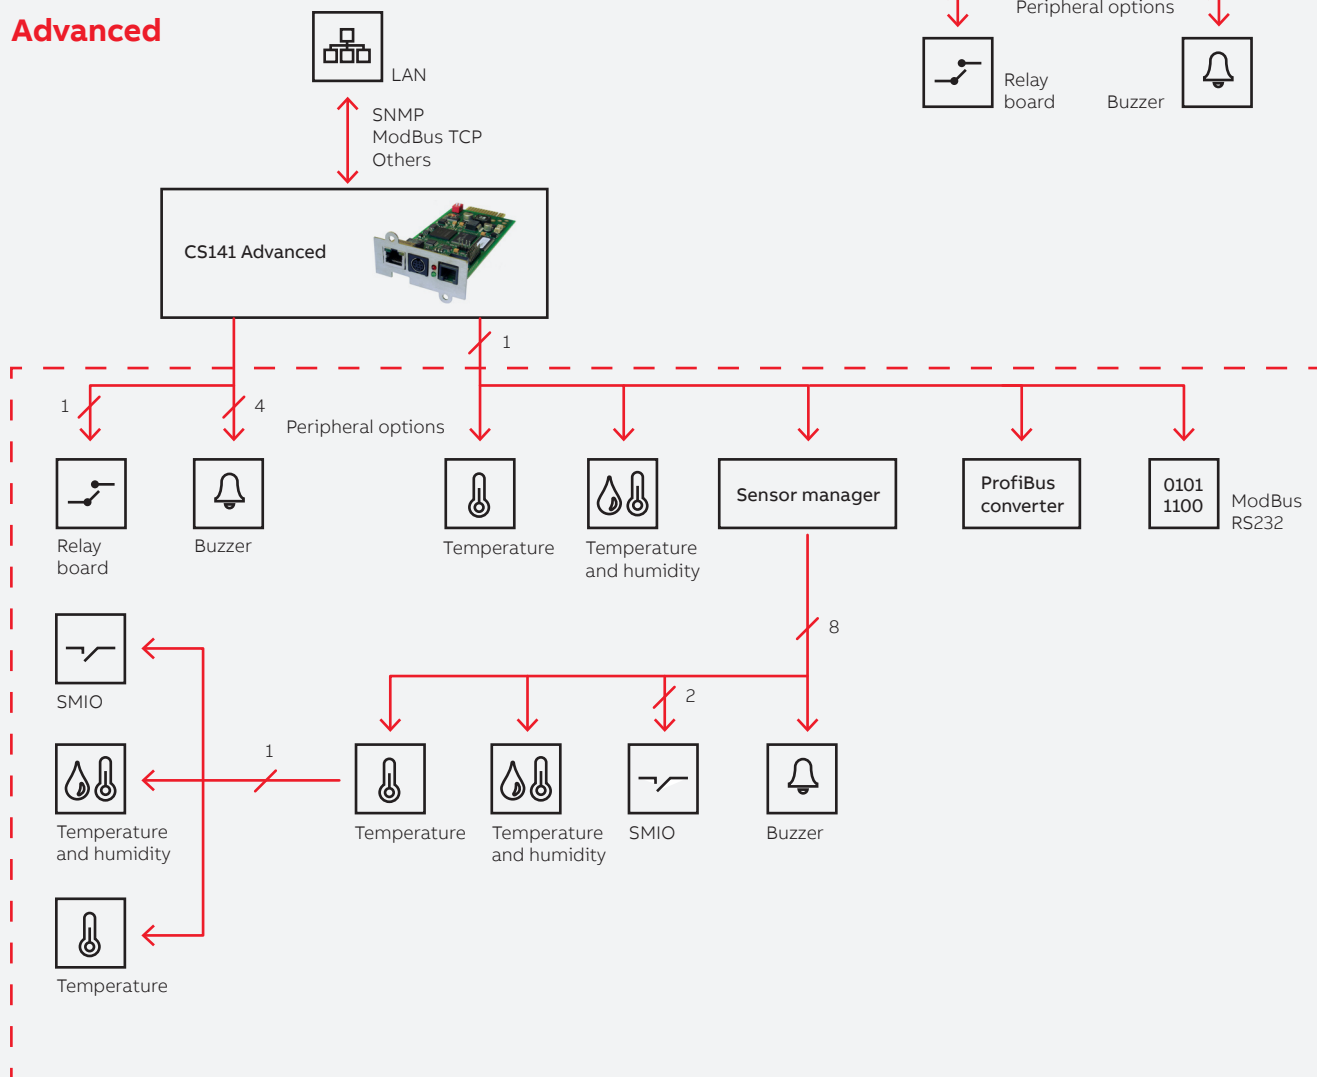 Advanced
Peripheral options
LAN
Relay
board
Buzzer
SNMP
ModBus TCP
Others
CS141 Advanced
1
1
4
Peripheral options
Relay
board
Buzzer
Temperature
Temperature
and humidity
Sensor manager
ProfiBus
converter
0101
1100
ModBus
RS232
8
SMIO
2
1
Temperature
and humidity
Temperature
Temperature
and humidity
SMIO
Buzzer
Temperature